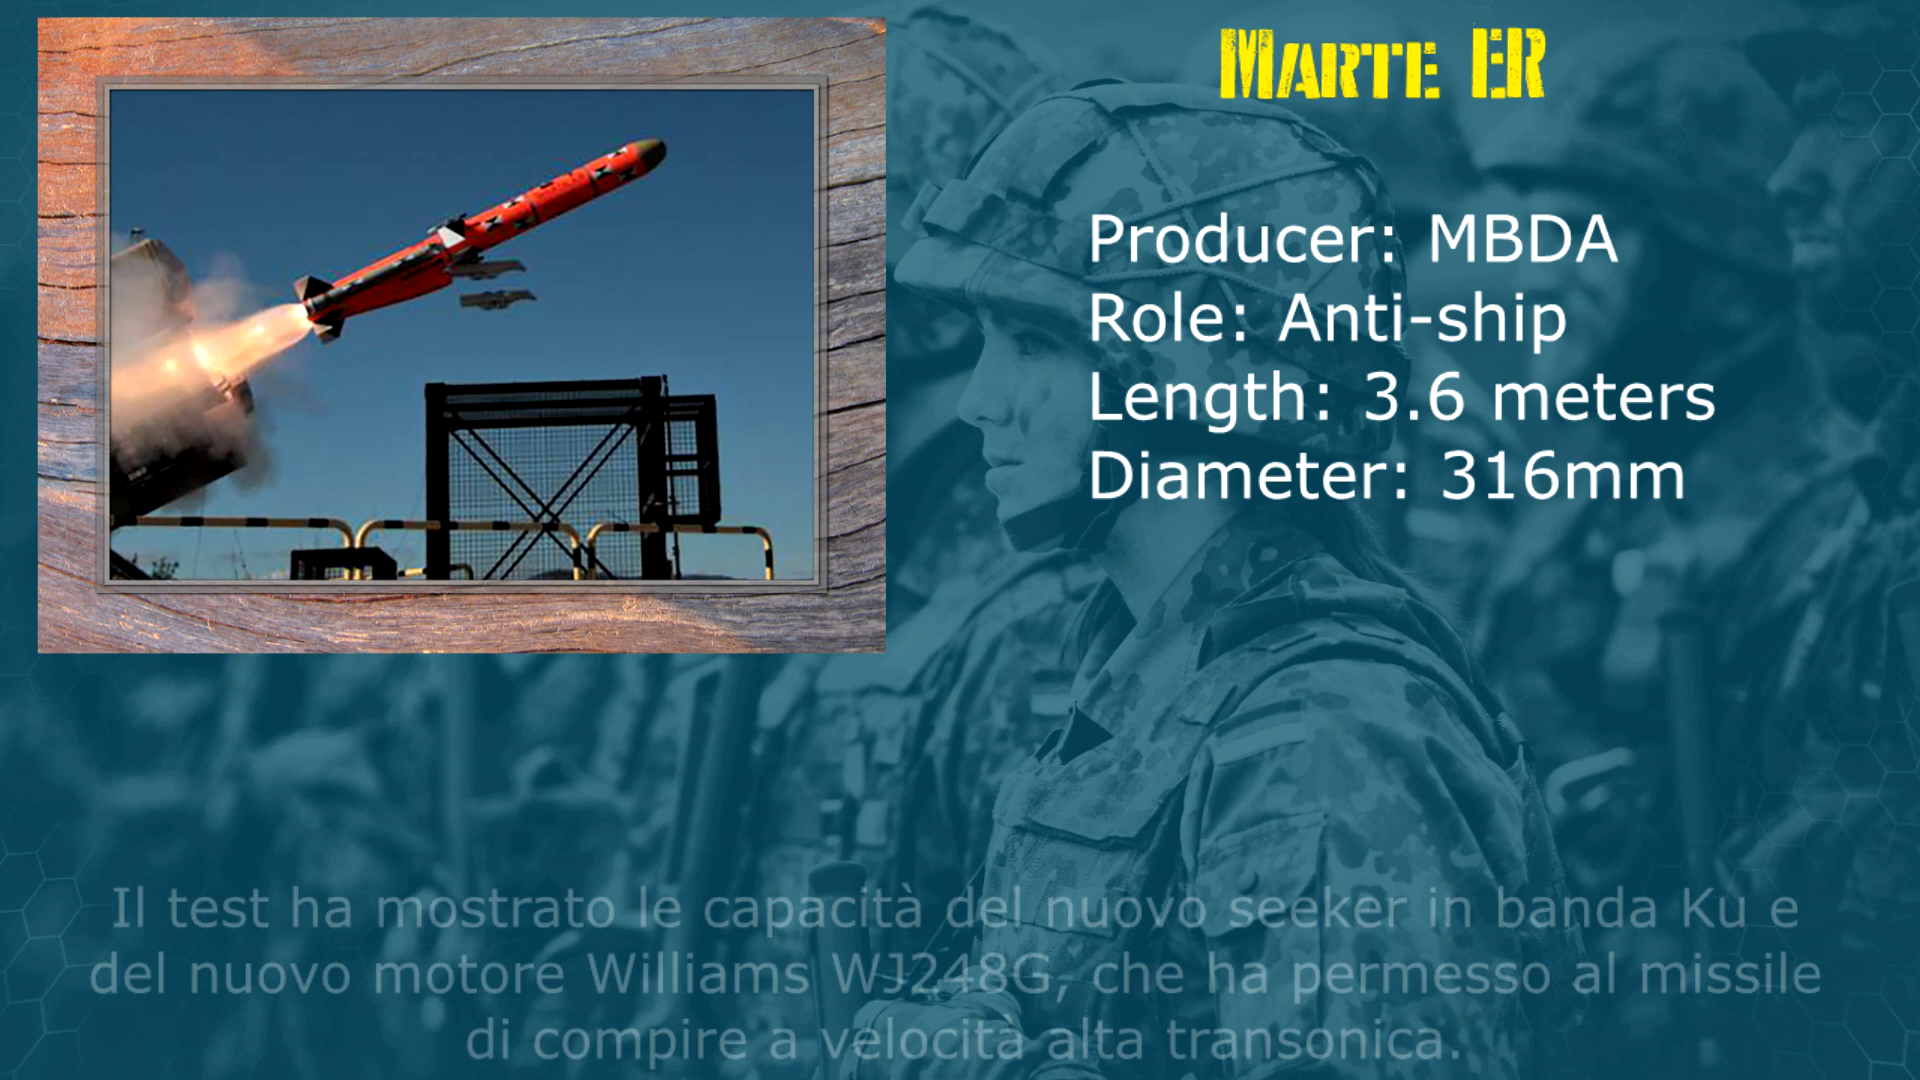 Marte ER
Producer: MBDA
Role: Anti-ship
Length: 3.6 meters
Diameter: 316mm
Il test ha mostrato le capacità del nuovo seeker in banda Ku e
del nuovo motore Williams WJ248G, che ha permesso al missile
di compire a velocità alta transonica.